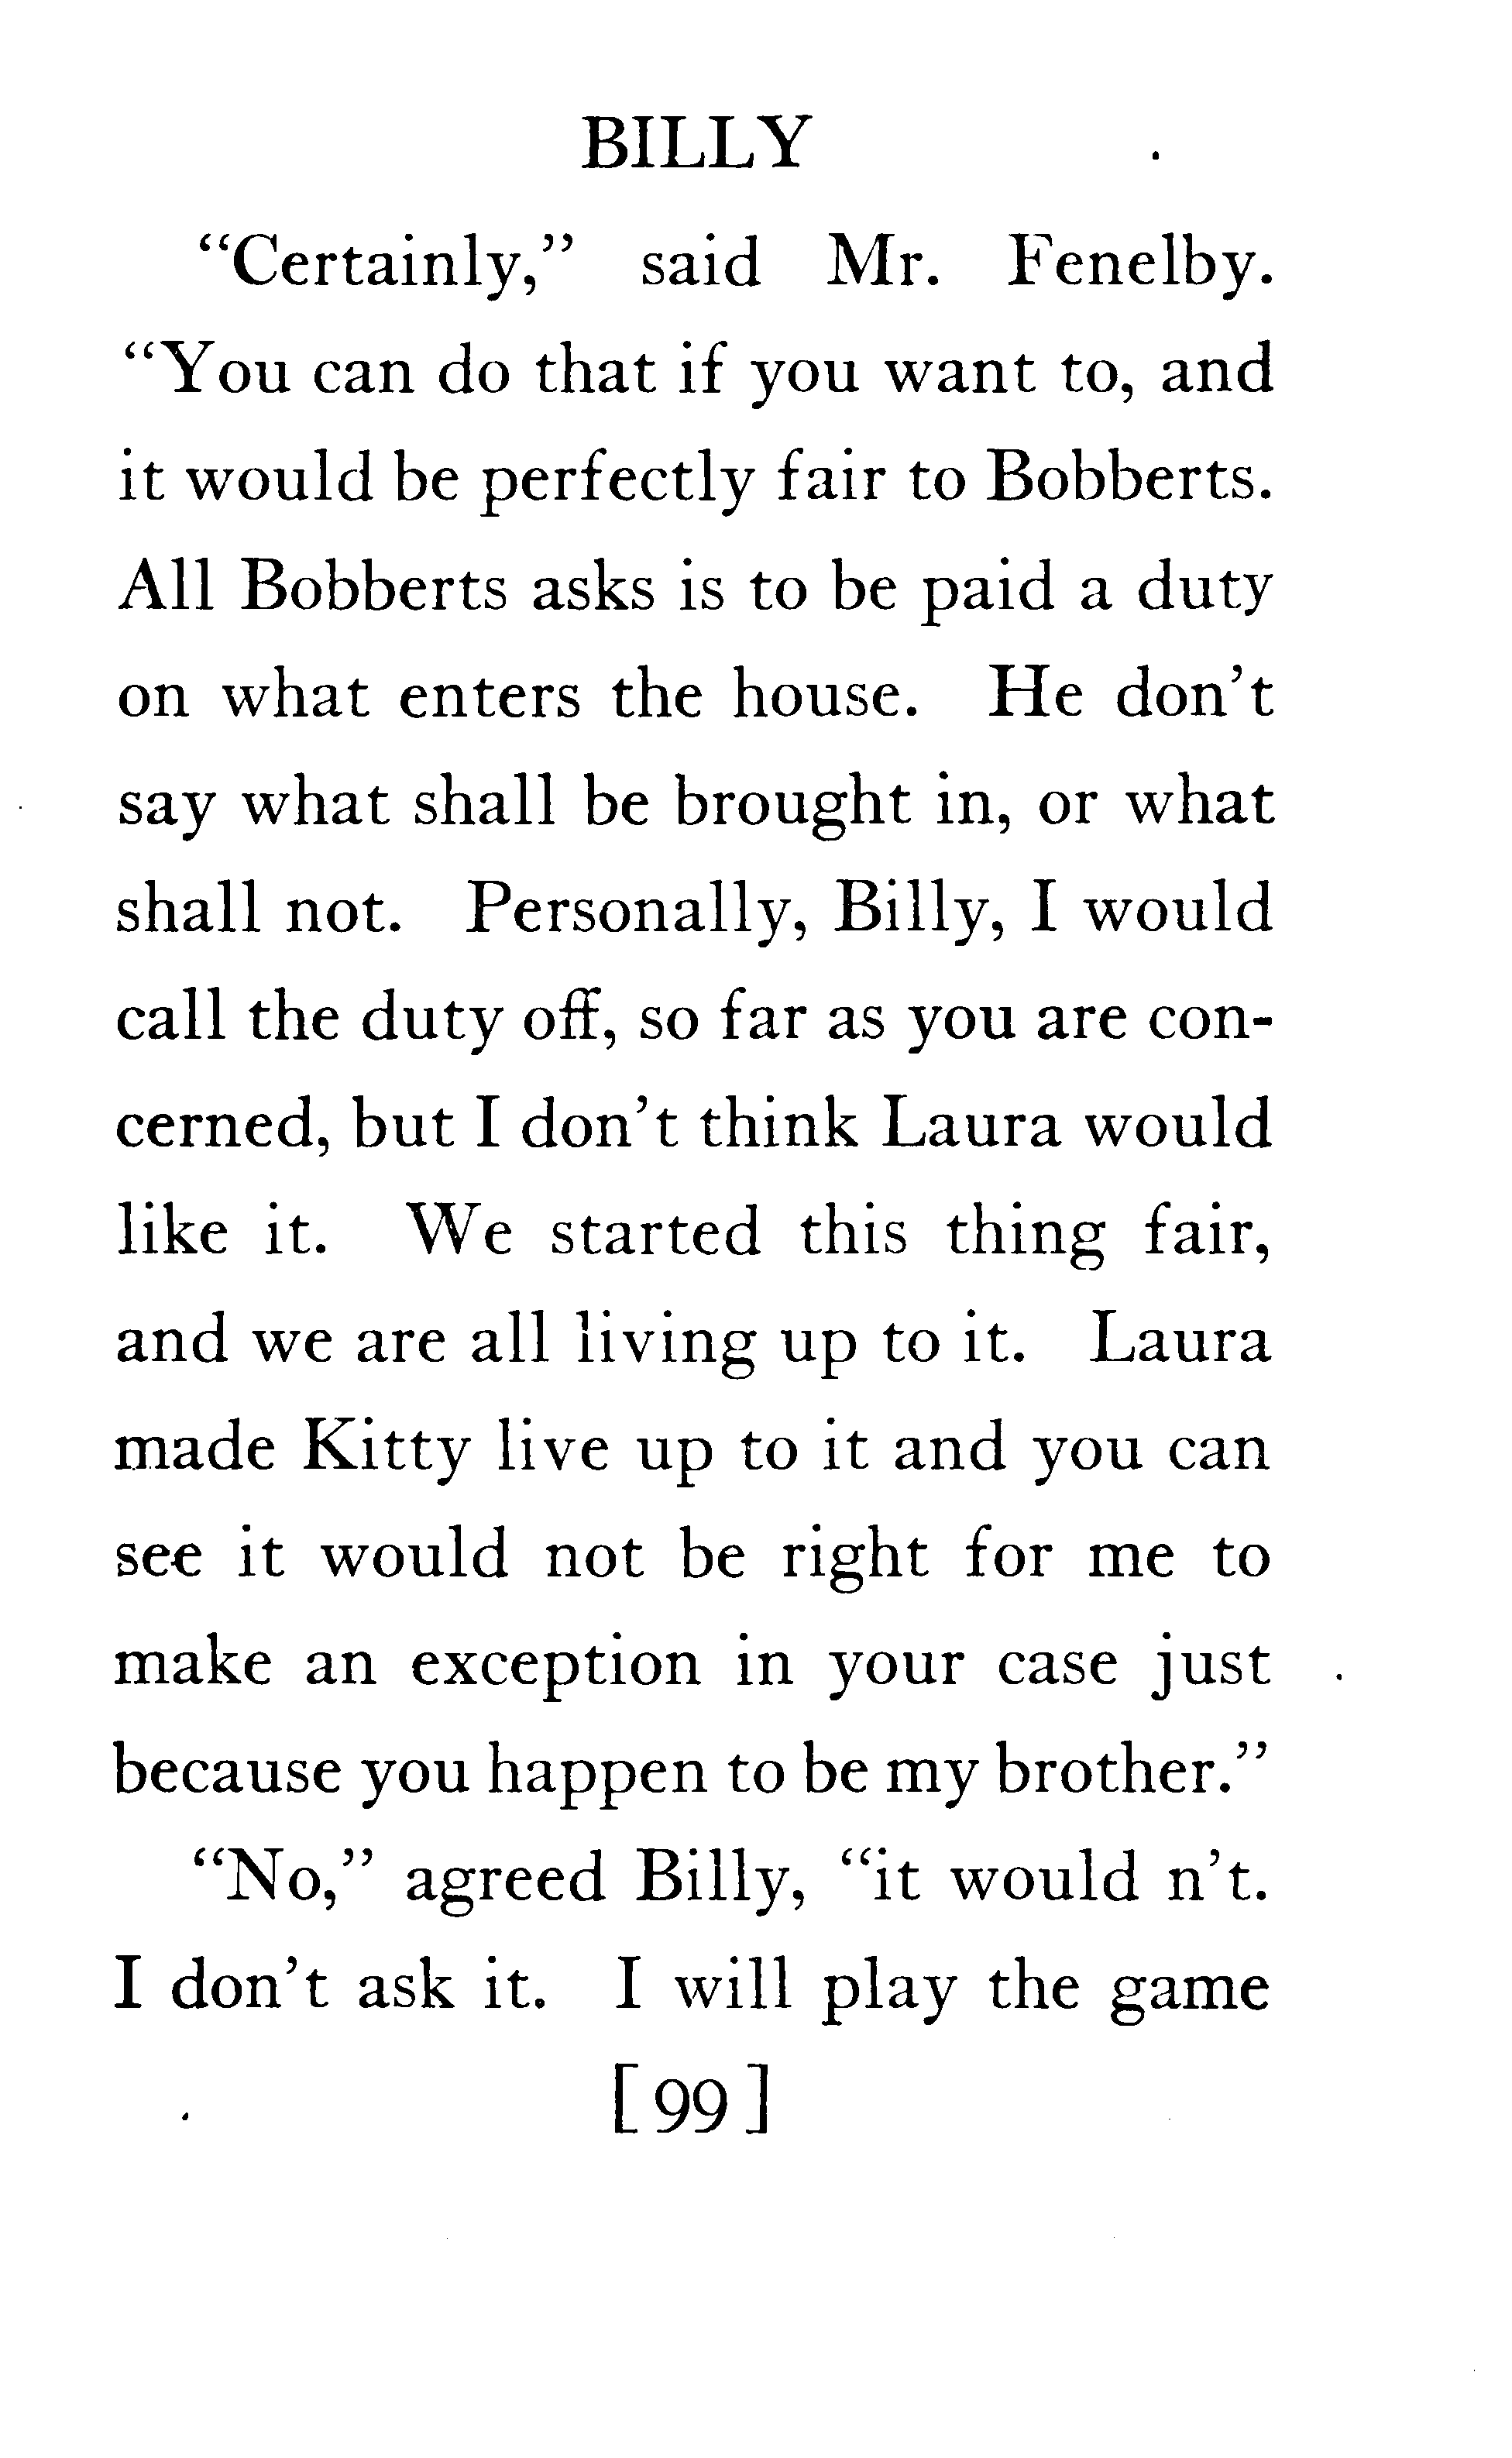 BILLY
“Certainly,” said Mr. Fenelby.
“You can do that if you want to, and
it would be perfectly fair to Bobberts.
All Bobberts asks is to be paid a duty
on what enters the house. He don’t
say what shall be brought in, or what
shall not. Personally, Billy, I would
call the duty off, so far as you are con-
cerned, but I don’t think Laura would
like it. We started this thing fair,
and we are all living up to it. Laura
made Kitty live up to it and you can
see it would not be right for me to
make an exception in your case just
because you happen to be my brother.”
“No,” agreed Billy, “it would n’t.
I don’t ask it. I will play the game
[99]